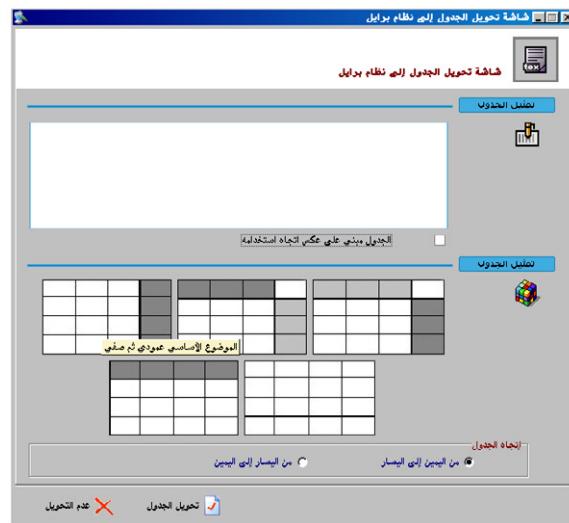 شاشة تحويل الجدول إلى نظام برايل
شاشة تحويل الجدول إلى نظام برايل
تمثيل الجدول
الجدول مبني على عكس اتجاه استخدامه
تمثيل الجدول
الموضوع الأساسي عمودي ثم صفي
إتجاه الجدول
من اليمين إلى اليسار
من اليسار إلى اليمين
تحويل الجدول
عدم التحويل